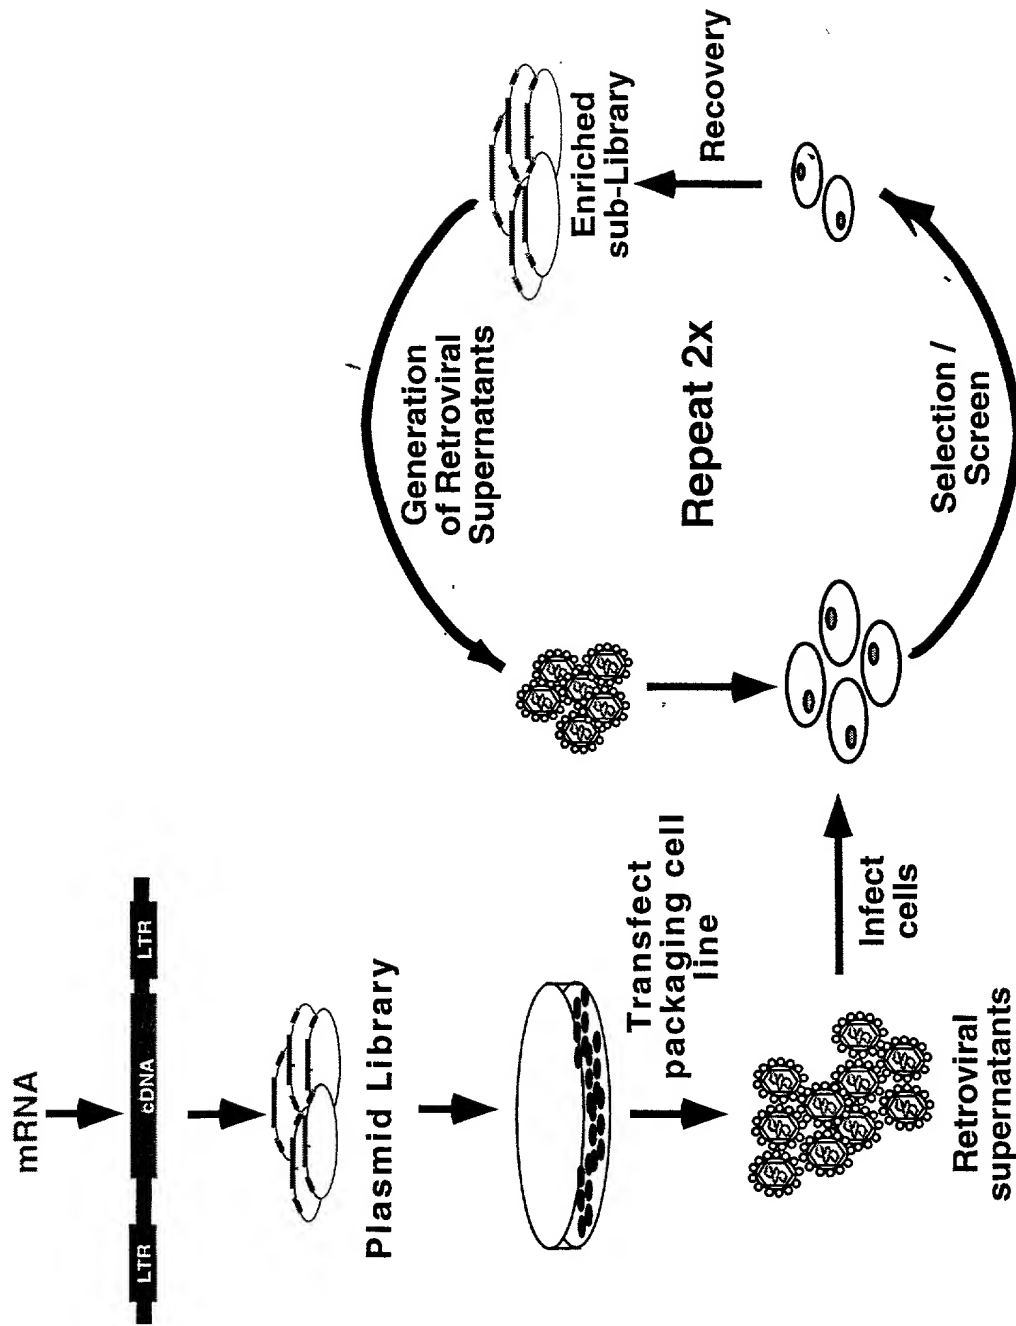 mRNA
LTR
cDNA
LTR
Plasmid Library
Transfect
packaging cell
line
Retroviral
supernatants
Infect
cells
Generation
of Retroviral
Supernatants
Enriched
sub-Library
Recovery
Repeat 2x
Selection /
Screen